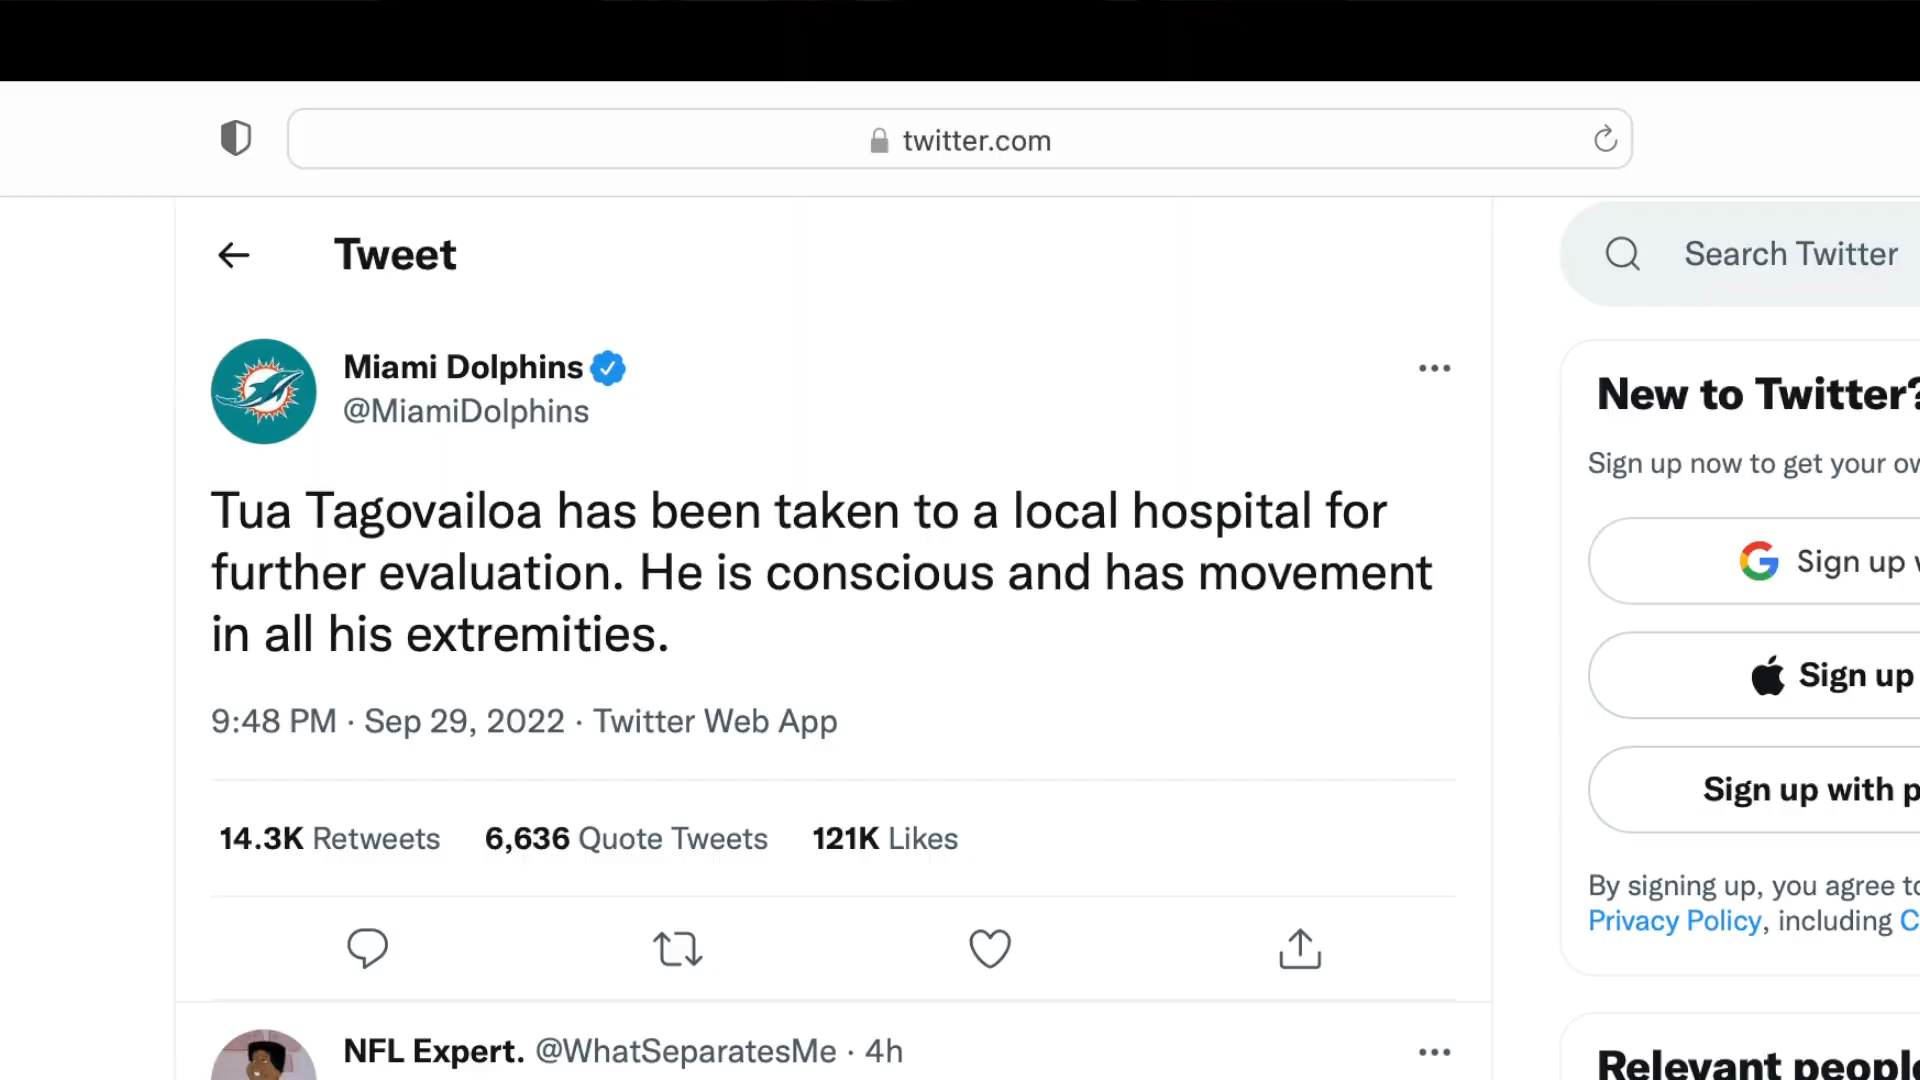 twitter.com
Tweet
Search Twitter
Miami Dolphins
@MiamiDolphins
Tua Tagovailoa has been taken to a local hospital for
further evaluation. He is conscious and has movement
in all his extremities.
9:48 PM · Sep 29, 2022 · Twitter Web App
14.3K Retweets 6,636 Quote Tweets 121K Likes
NFL Expert. @WhatSeparatesMe · 4h
New to Twitter?
Sign up now to get your
Sign up
Sign up
Sign up with
By signing up, you agree
Privacy Policy, including
Relevant people